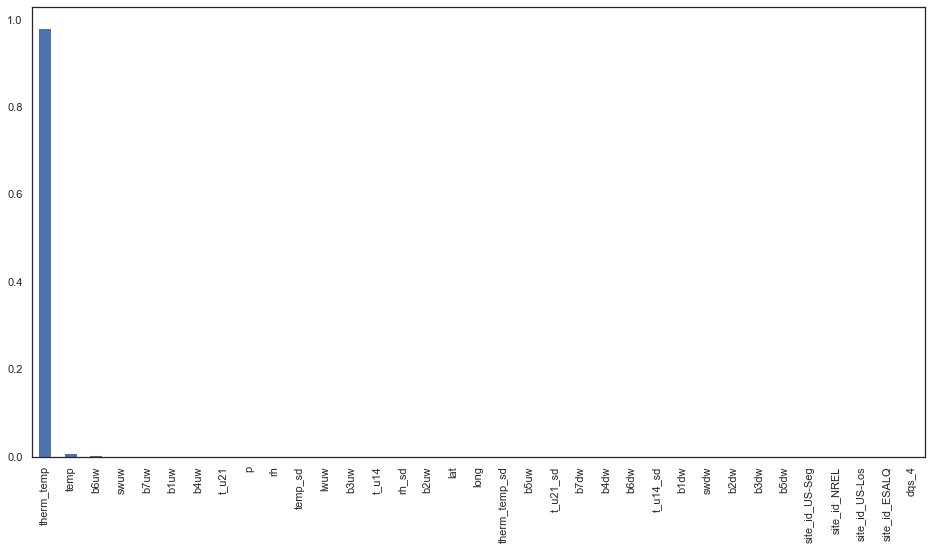 1.0
0.8
0.6
0.4
0.2
0.0
therm_temp
temp
b6uw
swuw
b7uw
b1uw
b4uw
t_u21
p
rh
temp_sd
lwuw
b3uw
t_u14
rh_sd
b2uw
lat
long
therm_temp_sd
b5uw
t_u21_sd
b7dw
b4dw
b6dw
t_u14_sd
b1dw
swdw
b2dw
b3dw
b5dw
site_id_US-Seg
site_id_NREL
site_id_US-Los
site_id_ESALQ
dqs_4